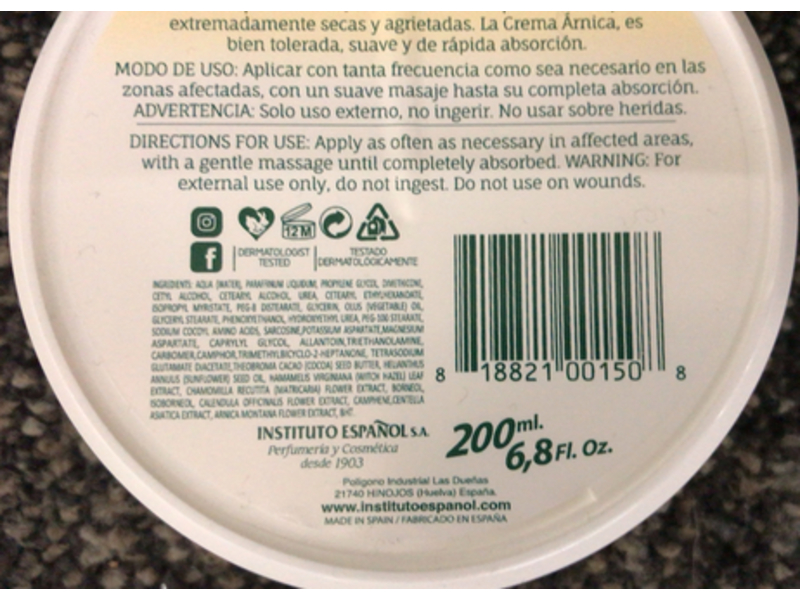 extremadamente secas y agrietadas. La Crema Árnica, es
bien tolerada, suave y de rápida absorción.
MODO DE USO: Aplicar con tanta frecuencia como sea necesario en las
zonas afectadas, con un suave masaje hasta su completa absorción.
ADVERTENCIA: Solo uso externo, no ingerir. No usar sobre heridas.
DIRECTIONS FOR USE: Apply as often as necessary in affected areas,
with a gentle massage until completely absorbed. WARNING: For
external use only, do not ingest. Do not use on wounds.
12 M
DERMATOLOGIST
TESTED
TESTADO
DERMATOLÓGICAMENTE
INGREDIENTS: AQUA (WATER), PARAFFINUM LIQUIDUM, PROPYLENE GLYCOL, DIMETHICONE,
CETYL ALCOHOL, CETEARYL ALCOHOL, UREA, CETEARYL ETHYLHEXANOATE,
ISOPROPYL MYRISTATE, PEG-8 DISTEARATE, GLYCERIN, OLUS (VEGETABLE) OIL,
GLYCERYL STEARATE, PHENOXYETHANOL, HYDROXYETHYL UREA, PEG-100 STEARATE,
SODIUM COCOYL AMINO ACIDS, SARCOSINE,POTASSIUM ASPARTATE,MAGNESIUM
ASPARTATE, CAPRYLYL GLYCOL, ALLANTOIN,TRIETHANOLAMINE,
CARBOMER,CAMPHOR,TRIMETHYLBICYCLO-2-HEPTANONE, TETRASODIUM
GLUTAMATE DIACETATE,THEOBROMA CACAO (COCOA) SEED BUTTER, HELIANTHUS
ANNUUS (SUNFLOWER) SEED OIL, HAMAMELIS VIRGINIANA (WITCH HAZEL) LEAF
EXTRACT, CHAMOMILLA RECUTITA (MATRICARIA) FLOWER EXTRACT, BORNEOL,
ISOBORNEOL, CALENDULA OFFICINALIS FLOWER EXTRACT, CAMPHENE,CENTELLA
ASIATICA EXTRACT, ARNICA MONTANA FLOWER EXTRACT, BHT.
8 18821 00150 8
INSTITUTO ESPAÑOL S.A.
Perfumería y Cosmética
desde 1903
200 ml.
6,8 Fl. Oz.
Polígono Industrial Las Dueñas
21740 HINOJOS (Huelva) España.
www.institutoespanol.com
MADE IN SPAIN / FABRICADO EN ESPAÑA